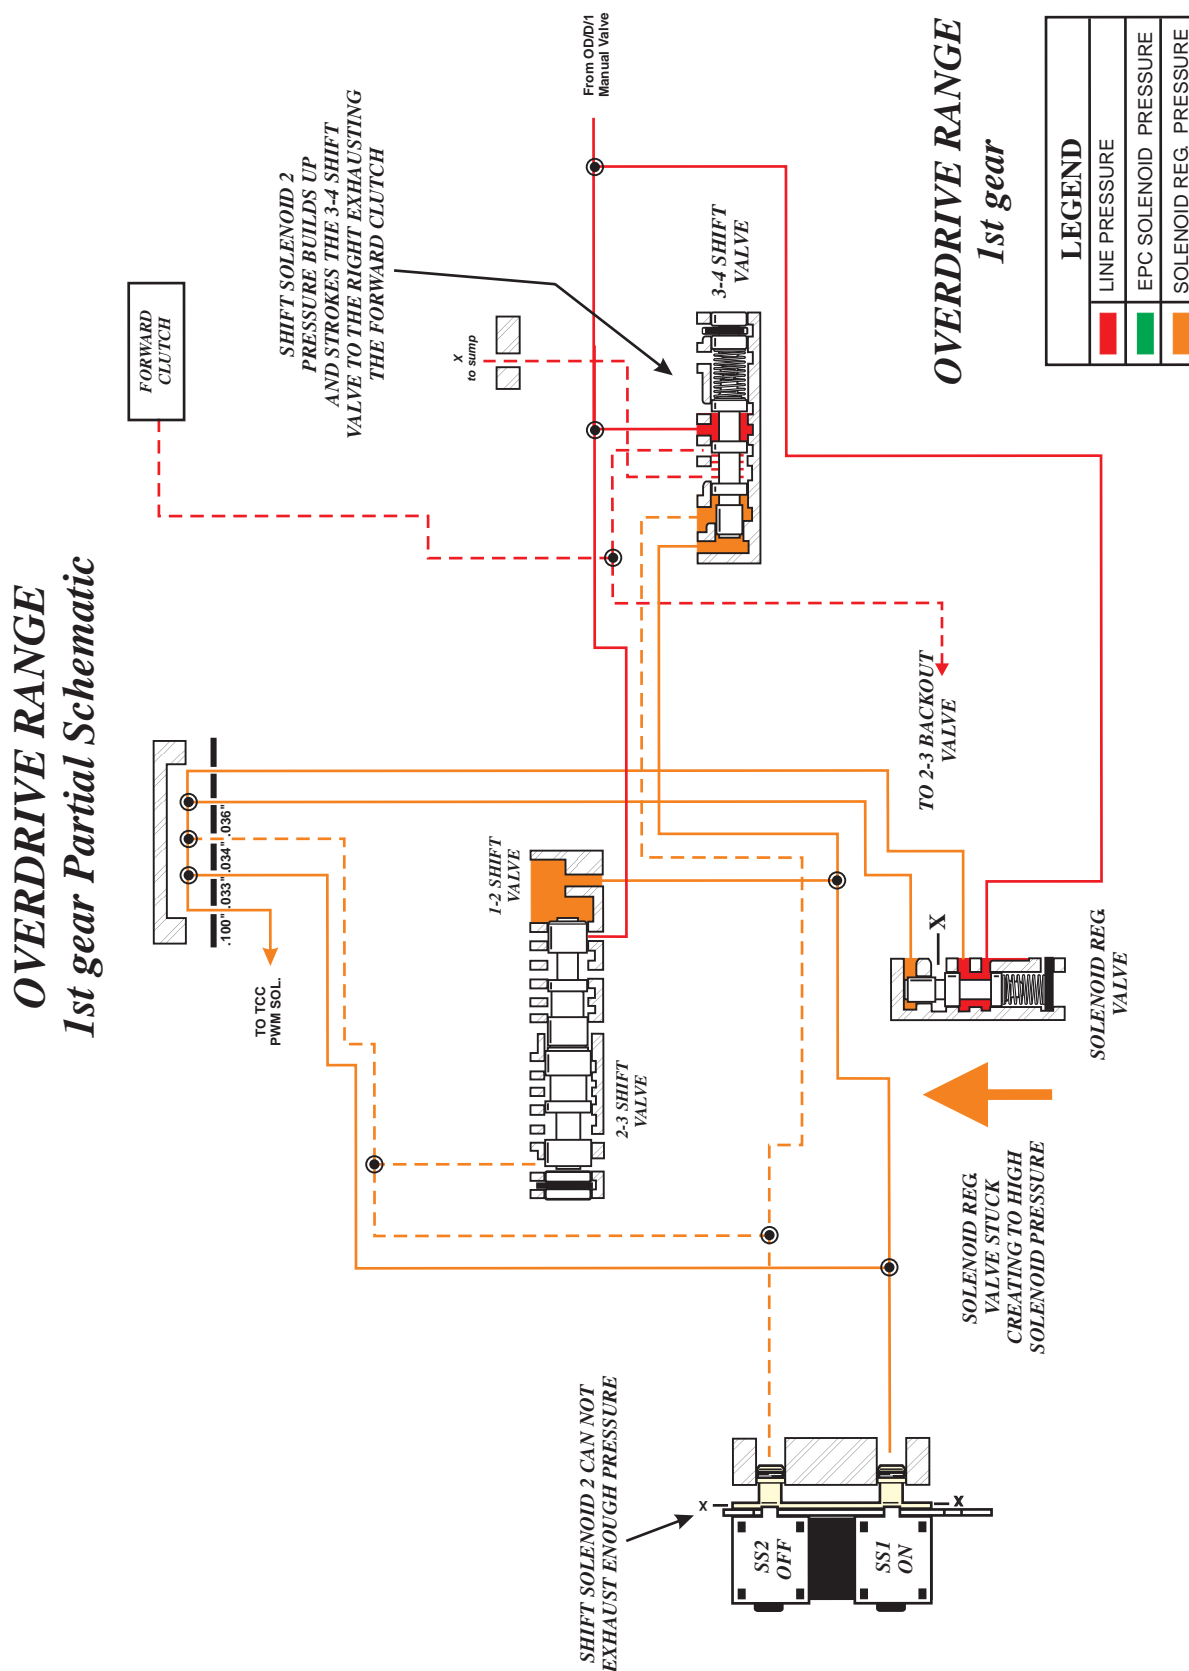 OVERDRIVE RANGE
1st gear Partial Schematic
FORWARD
CLUTCH
SHIFT SOLENOID 2
PRESSURE BUILDS UP
AND STROKES THE 3-4 SHIFT
VALVE TO THE RIGHT EXHAUSTING
THE FORWARD CLUTCH
X
to sump
From OD/D/1
Manual Valve
3-4 SHIFT
VALVE
.100"
.033"
.034"
.036"
TO TCC
PWM SOL.
1-2 SHIFT
VALVE
2-3 SHIFT
VALVE
TO 2-3 BACKOUT
VALVE
X
SOLENOID REG.
VALVE
SOLENOID REG.
VALVE STUCK
CREATING TO HIGH
SOLENOID PRESSURE
SHIFT SOLENOID 2 CAN NOT
EXHAUST ENOUGH PRESSURE
X
X
SS2
OFF
SS1
ON
OVERDRIVE RANGE
1st gear
LEGEND
LINE PRESSURE
EPC SOLENOID PRESSURE
SOLENOID REG. PRESSURE